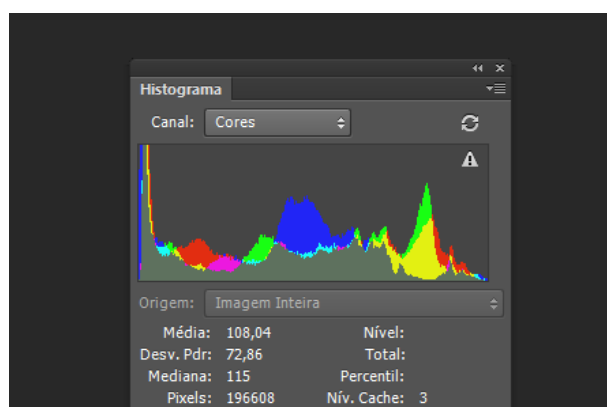 Histograma
Canal: Cores
Origem: Imagem Inteira
Média: 108,04 Nível:
Desv. Pdr: 72,86 Total:
Mediana: 115 Percentil:
Pixels: 196608 Nív. Cache: 3